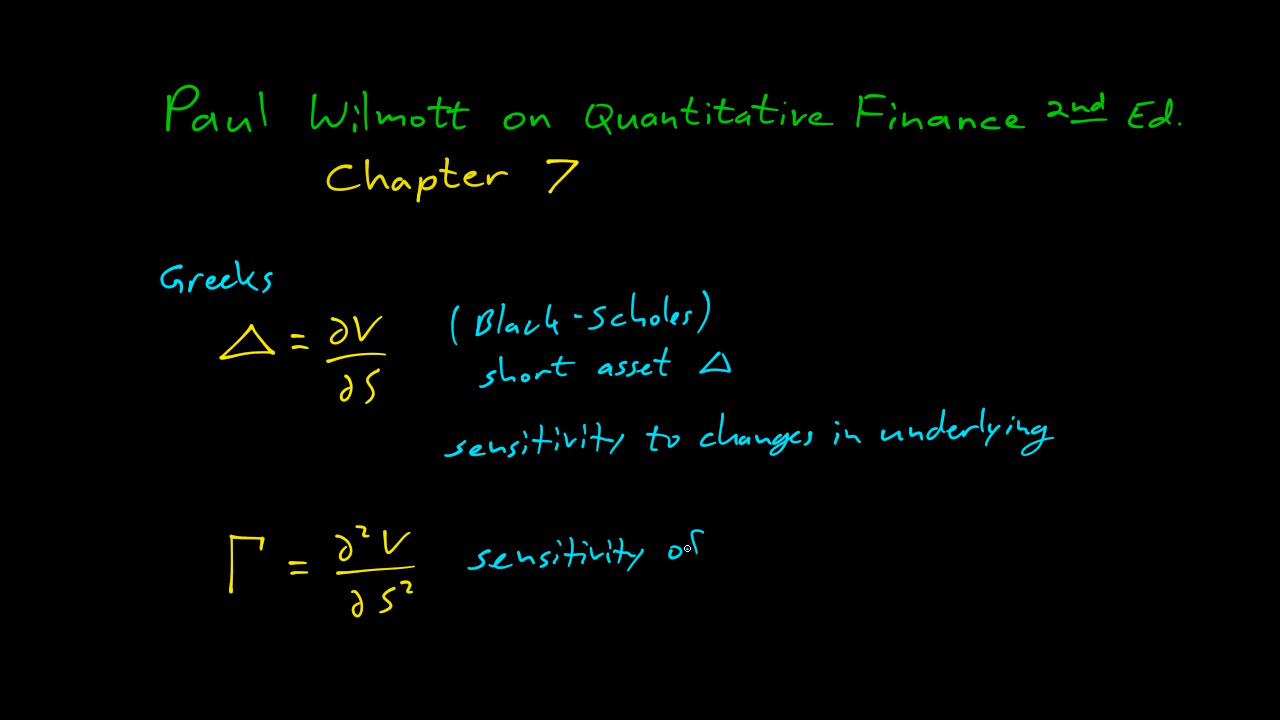 Paul Wilmott on Quantitative Finance 2nd Ed.
Chapter 7
Greeks
Δ = ∂V/∂S
(Black-Scholes)
short asset Δ
sensitivity to changes in underlying
Γ = ∂²V/∂S² sensitivity of